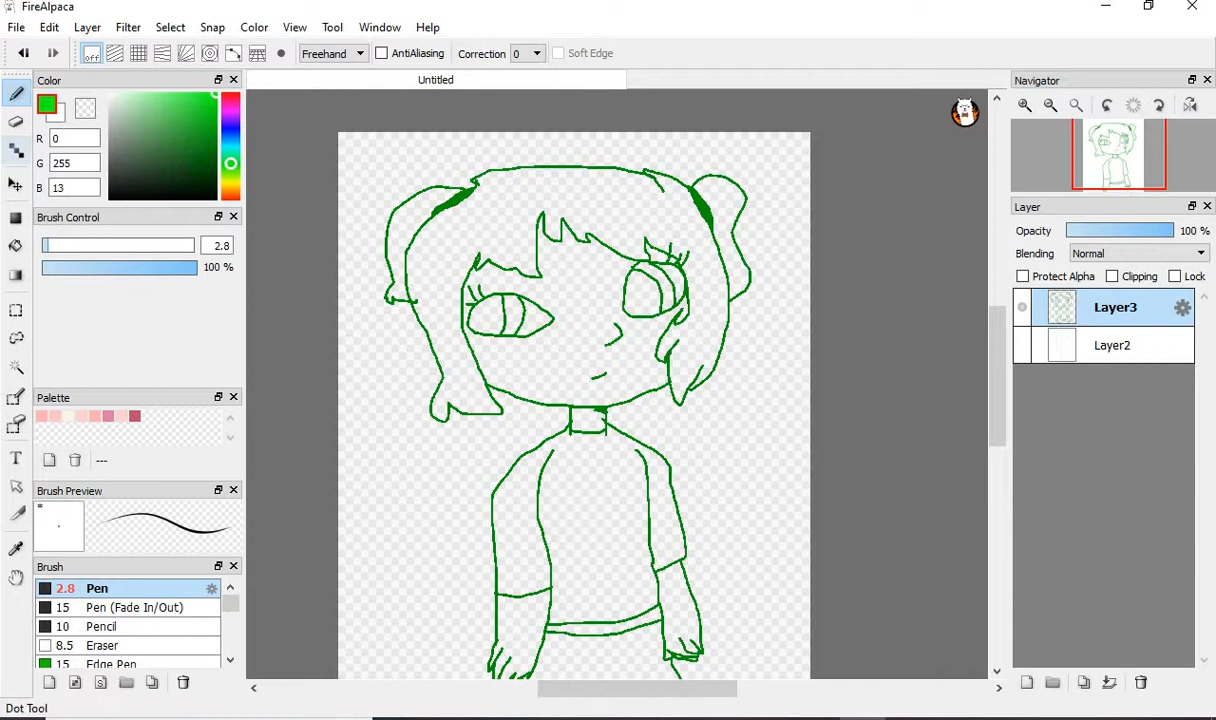 FireAlpaca
File Edit Layer Filter Select Snap Color View Tool Window Help
off Freehand AntiAliasing Correction 0 Soft Edge
Color Untitled Navigator
R 0
G 255
B 13
Layer
Brush Control
Opacity 100 %
2.8
Blending Normal
100 %
Protect Alpha Clipping Lock
Layer3
Layer2
Palette
---
Brush Preview
*
Brush
2.8 Pen
15 Pen (Fade In/Out)
10 Pencil
8.5 Eraser
15 Edge Pen
T
S
Dot Tool